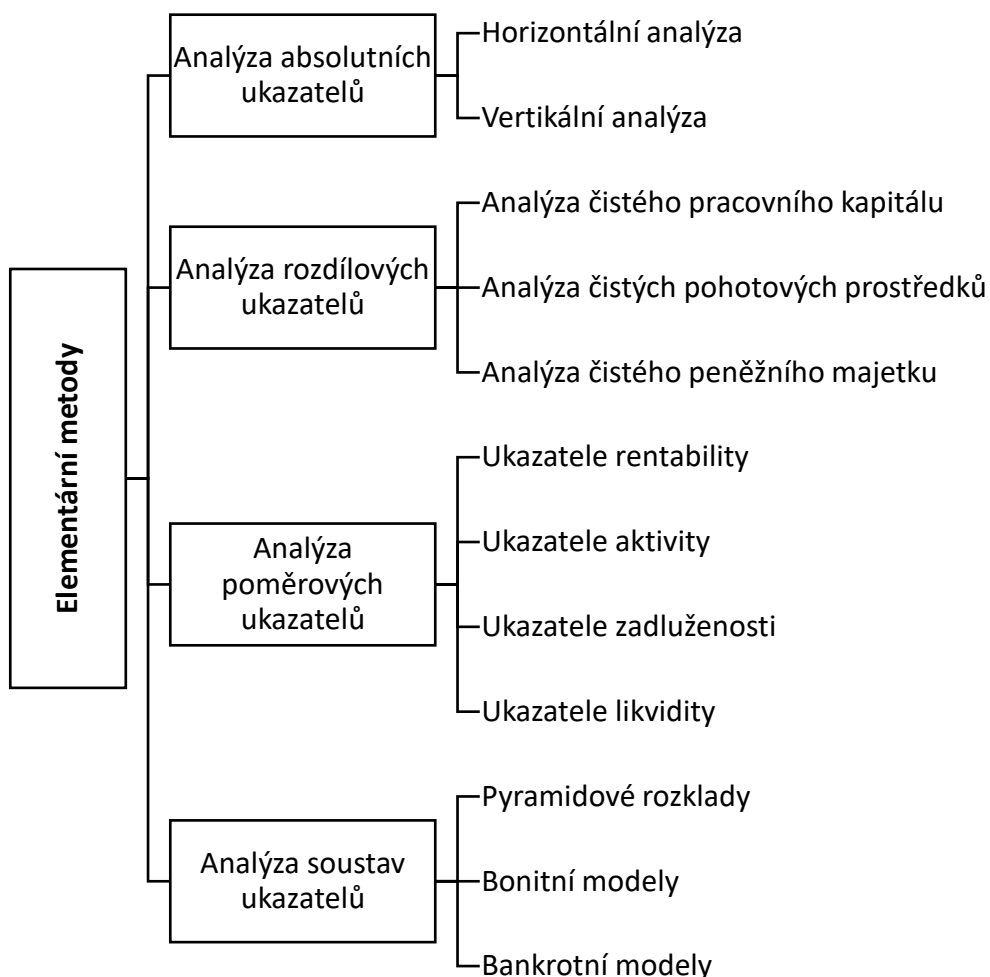 Elementární metody
Analýza absolutních
ukazatelů
Horizontální analýza
Vertikální analýza
Analýza rozdílových
ukazatelů
Analýza čistého pracovního kapitálu
Analýza čistých pohotových prostředků
Analýza čistého peněžního majetku
Analýza
poměrových
ukazatelů
Ukazatele rentability
Ukazatele aktivity
Ukazatele zadluženosti
Ukazatele likvidity
Analýza soustav
ukazatelů
Pyramidové rozklady
Bonitní modely
Bankrotní modely